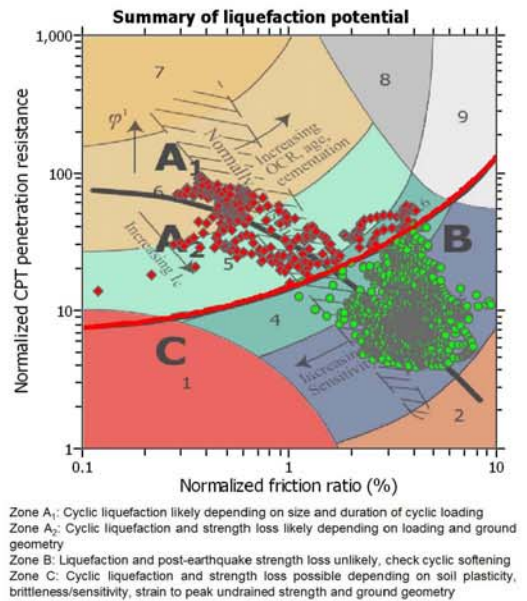 Summary of liquefaction potential
1,000
7
8
9
φ'
Increasing
OCR, age,
cementation
Normally
A1
100
6
A2
B
Increasing Ic
5
Normalized CPT penetration resistance
10
4
C
1
Increasing
Sensitivity
2
1
0.1
1
10
Normalized friction ratio (%)
Zone A1: Cyclic liquefaction likely depending on size and duration of cyclic loading
Zone A2: Cyclic liquefaction and strength loss likely depending on loading and ground
geometry
Zone B: Liquefaction and post-earthquake strength loss unlikely, check cyclic softening
Zone C: Cyclic liquefaction and strength loss possible depending on soil plasticity,
brittleness/sensitivity, strain to peak undrained strength and ground geometry